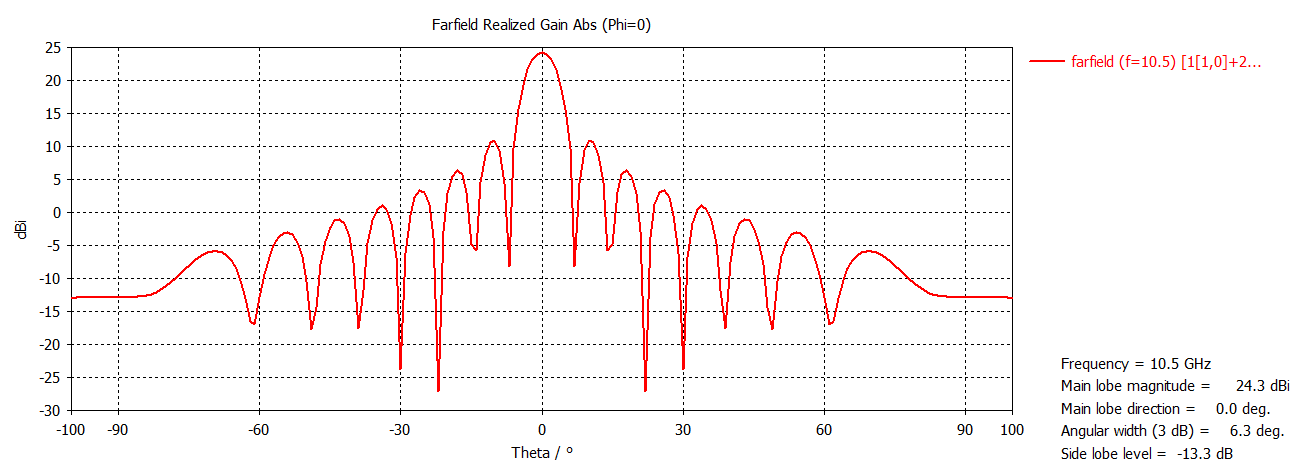 Farfield Realized Gain Abs (Phi=0)
25
20
15
10
5
0
-5
-10
-15
-20
-25
-30
dBi
-100 -90 -60 -30 0 30 60 90 100
Theta / °
farfield (f=10.5) [1[1,0]+2...
Frequency = 10.5 GHz
Main lobe magnitude = 24.3 dBi
Main lobe direction = 0.0 deg.
Angular width (3 dB) = 6.3 deg.
Side lobe level = -13.3 dB